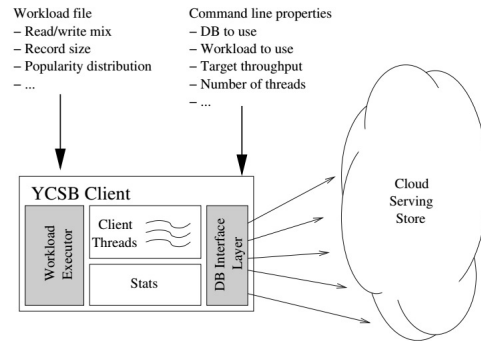 Workload file
– Read/write mix
– Record size
– Popularity distribution
– ...
Command line properties
– DB to use
– Workload to use
– Target throughput
– Number of threads
– ...
YCSB Client
Workload
Executor
Client
Threads
Stats
DB Interface
Layer
Cloud
Serving
Store